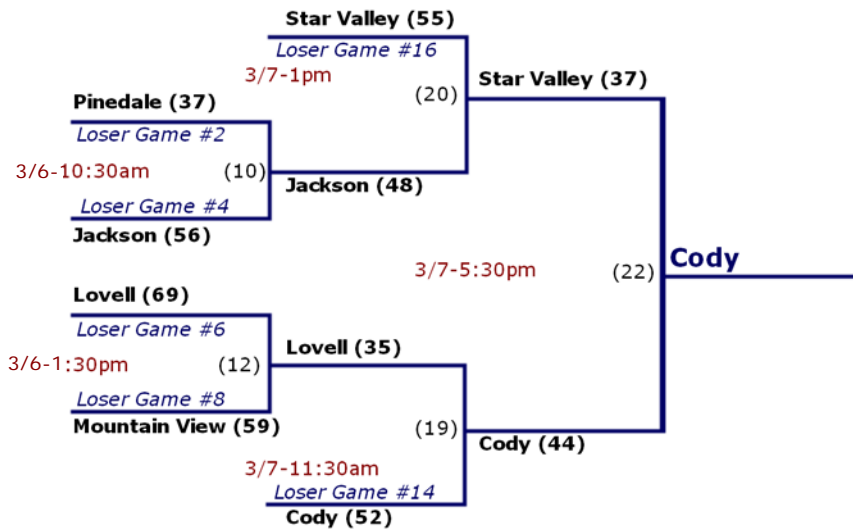 Star Valley (55)
Loser Game #16
3/7-1pm
(20)
Star Valley (37)
Pinedale (37)
Loser Game #2
3/6-10:30am
(10)
Jackson (48)
Loser Game #4
Jackson (56)
3/7-5:30pm
(22)
Cody
Lovell (69)
Loser Game #6
3/6-1:30pm
(12)
Lovell (35)
Loser Game #8
Mountain View (59)
(19)
Cody (44)
3/7-11:30am
Loser Game #14
Cody (52)